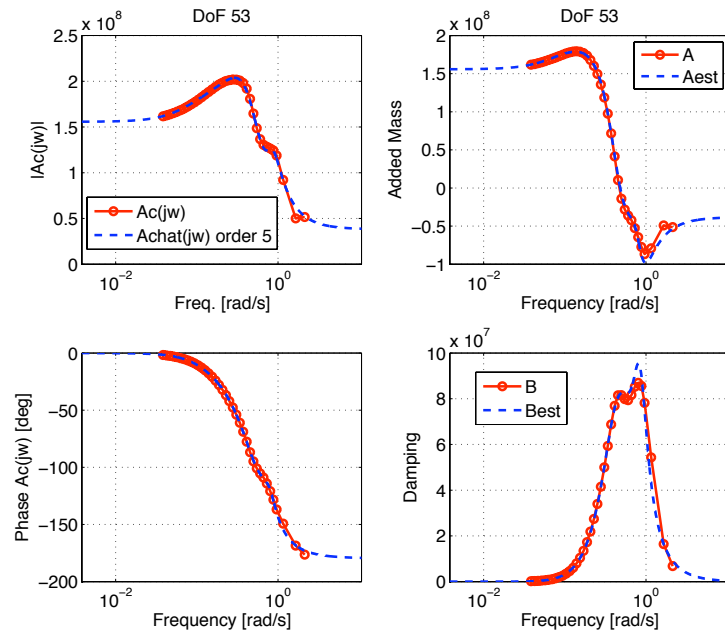 x 10^8
DoF 53
2.5
2
1.5
1
0.5
0
10^-2
10^0
|Ac(jw)|
Freq. [rad/s]
Ac(jw)
Achat(jw) order 5
x 10^8
DoF 53
2
1.5
1
0.5
0
−0.5
−1
10^-2
10^0
Added Mass
Frequency [rad/s]
A
Aest
0
−50
−100
−150
−200
10^-2
10^0
Phase Ac(jw) [deg]
Frequency [rad/s]
x 10^7
10
8
6
4
2
0
10^-2
10^0
Damping
Frequency [rad/s]
B
Best